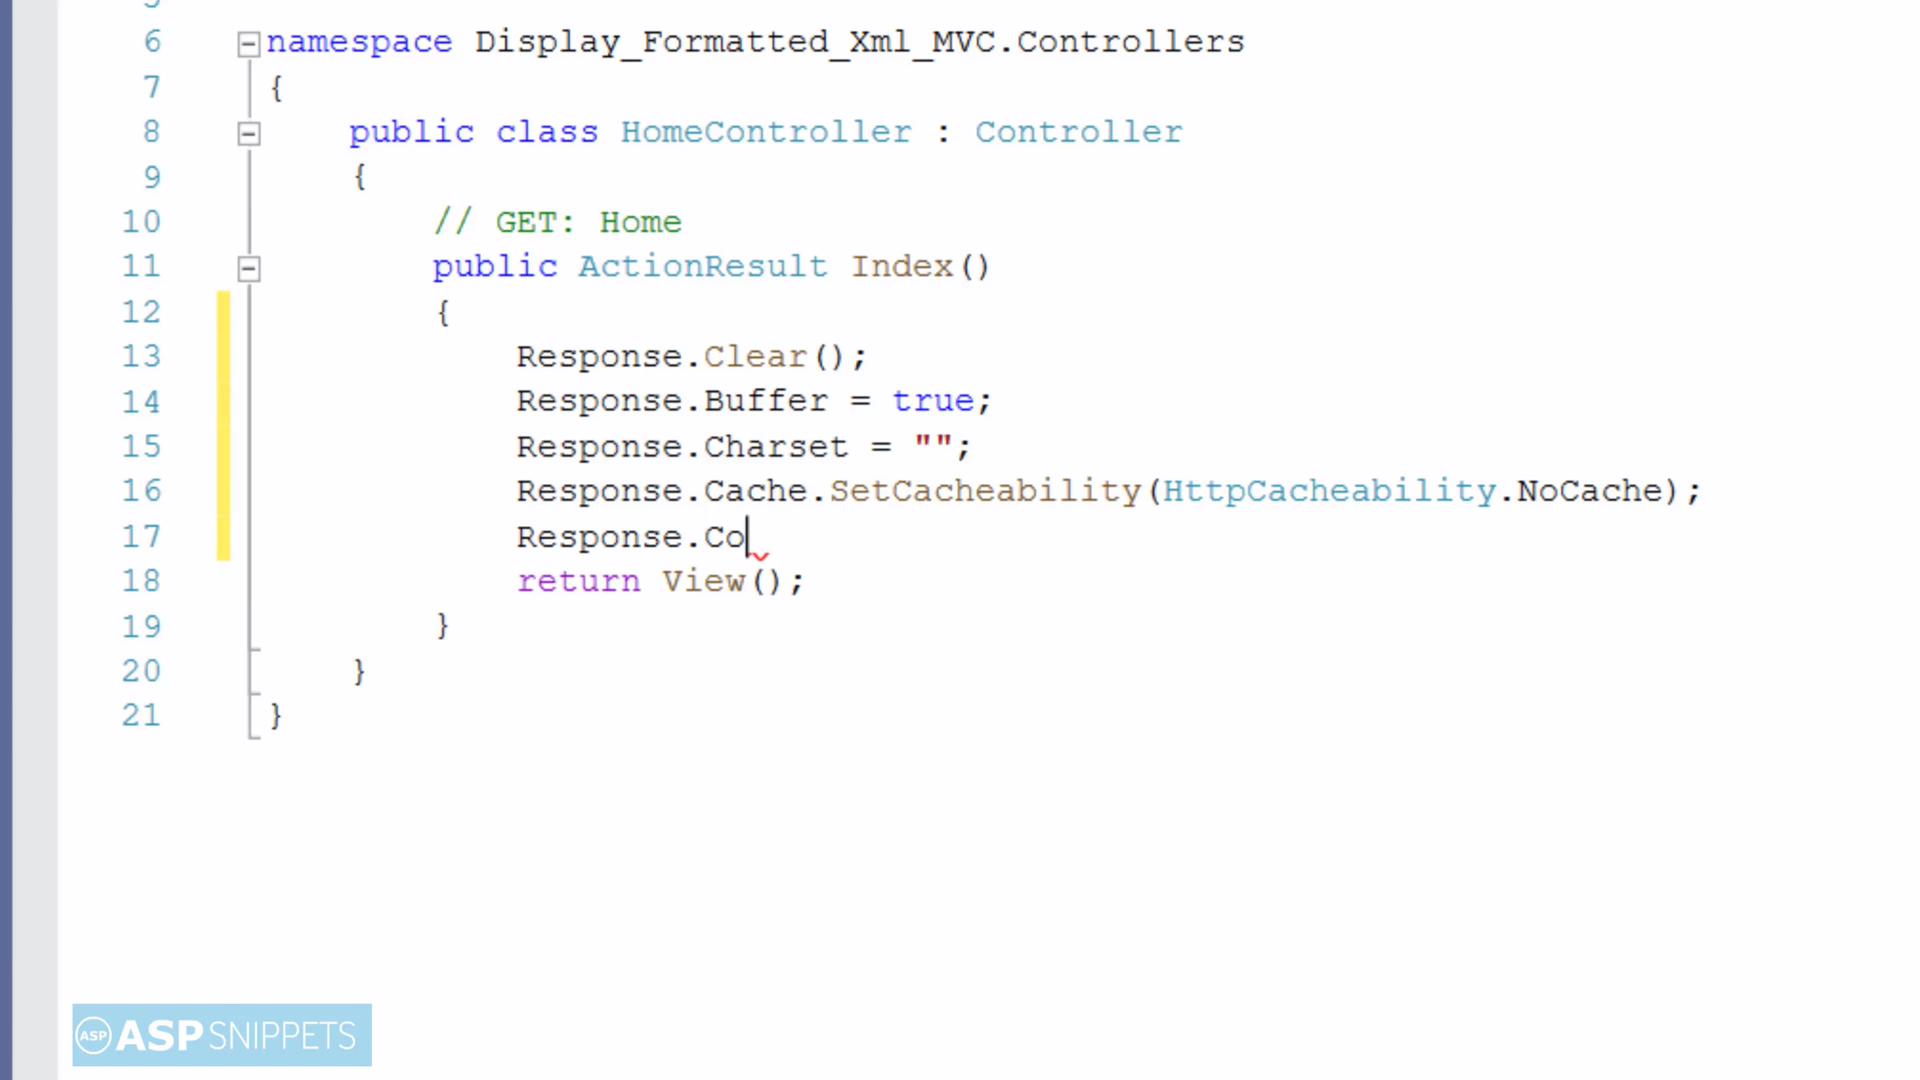 6 namespace Display_Formatted_Xml_MVC.Controllers
7 {
8 public class HomeController : Controller
9 {
10 // GET: Home
11 public ActionResult Index()
12 {
13 Response.Clear();
14 Response.Buffer = true;
15 Response.Charset = "";
16 Response.Cache.SetCacheability(HttpCacheability.NoCache);
17 Response.Co
18 return View();
19 }
20 }
21 }
ASP ASPSNIPPETS